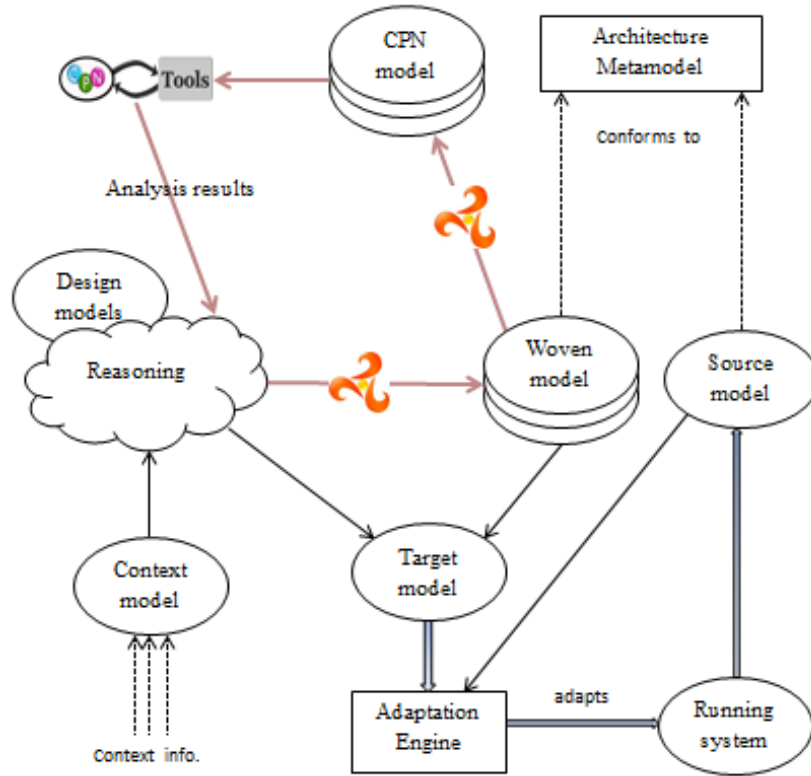 CPN
model
Architecture
Metamodel
CPN
Tools
Conforms to
Analysis results
Design
models
Reasoning
Woven
model
Source
model
Context
model
Target
model
adapts
Adaptation
Engine
Running
system
Context info.